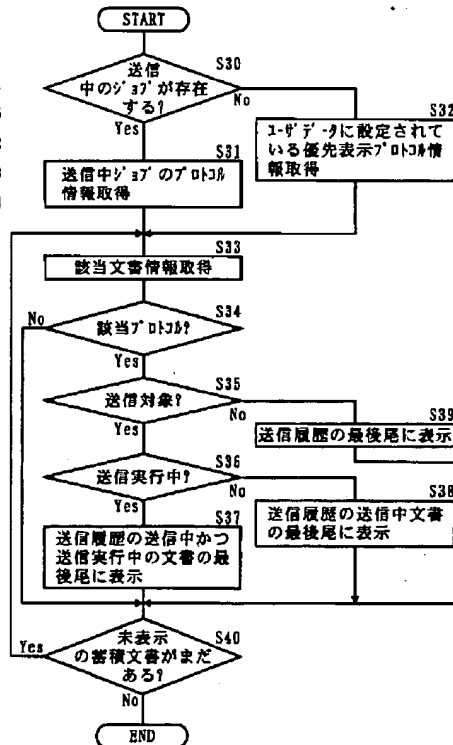 START
S30
送信
中のジョブが存在
する?
No
Yes
S32
ユーザデータに設定されて
いる優先表示プロトコル情
報取得
S31
送信中ジョブのプロトコル
情報取得
S33
該当文書情報取得
S34
No
該当プロトコル?
Yes
S35
送信対象?
No
Yes
S39
送信履歴の最後尾に表示
S36
送信実行中?
No
Yes
S38
送信履歴の送信中文書
の最後尾に表示
S37
送信履歴の送信中かつ
送信実行中の文書の最
後尾に表示
S40
Yes
未表示
の蓄積文書がまだ
ある?
No
END